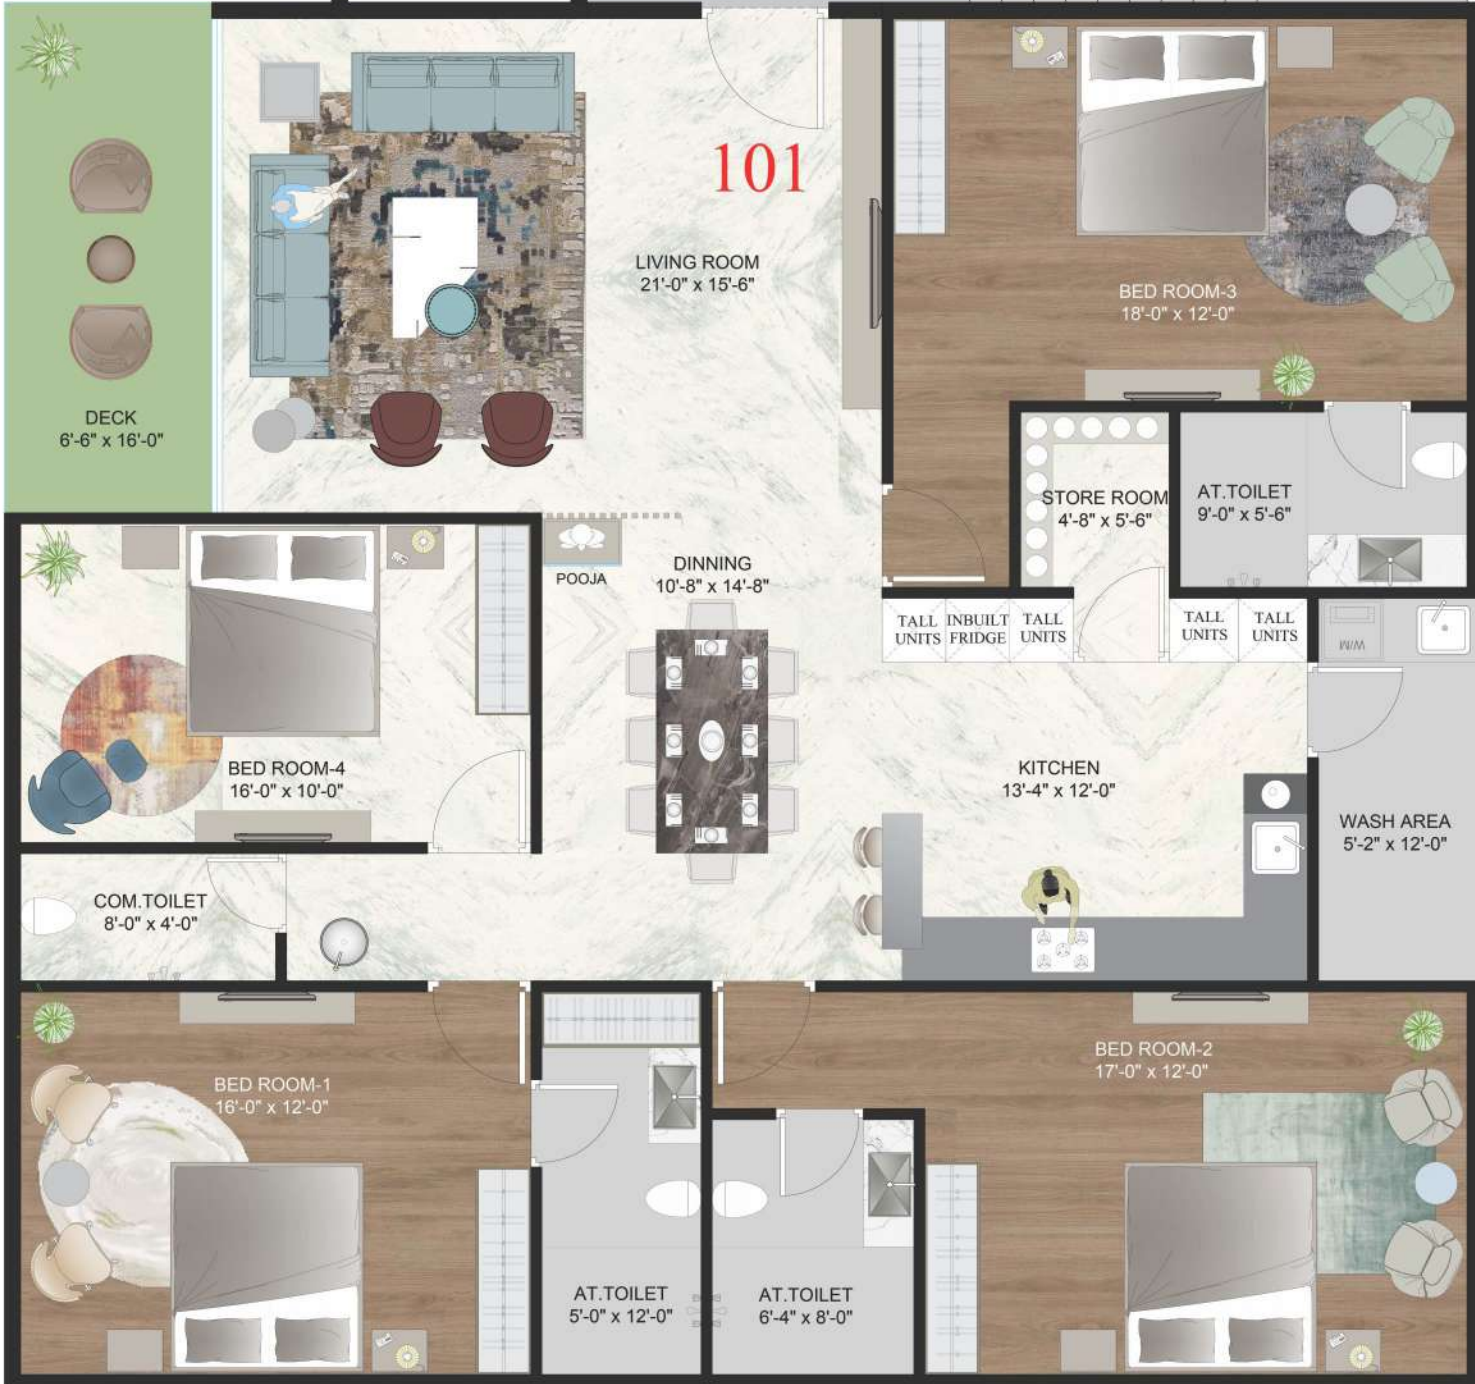 101
LIVING ROOM
21'-0" x 15'-6"
BED ROOM-3
18'-0" x 12'-0"
DECK
6'-6" x 16'-0"
STORE ROOM
4'-8" x 5'-6"
AT.TOILET
9'-0" x 5'-6"
POOJA
DINNING
10'-8" x 14'-8"
TALL
UNITS
INBUILT
FRIDGE
TALL
UNITS
TALL
UNITS
TALL
UNITS
W/M
BED ROOM-4
16'-0" x 10'-0"
KITCHEN
13'-4" x 12'-0"
WASH AREA
5'-2" x 12'-0"
COM.TOILET
8'-0" x 4'-0"
BED ROOM-1
16'-0" x 12'-0"
BED ROOM-2
17'-0" x 12'-0"
AT.TOILET
5'-0" x 12'-0"
AT.TOILET
6'-4" x 8'-0"